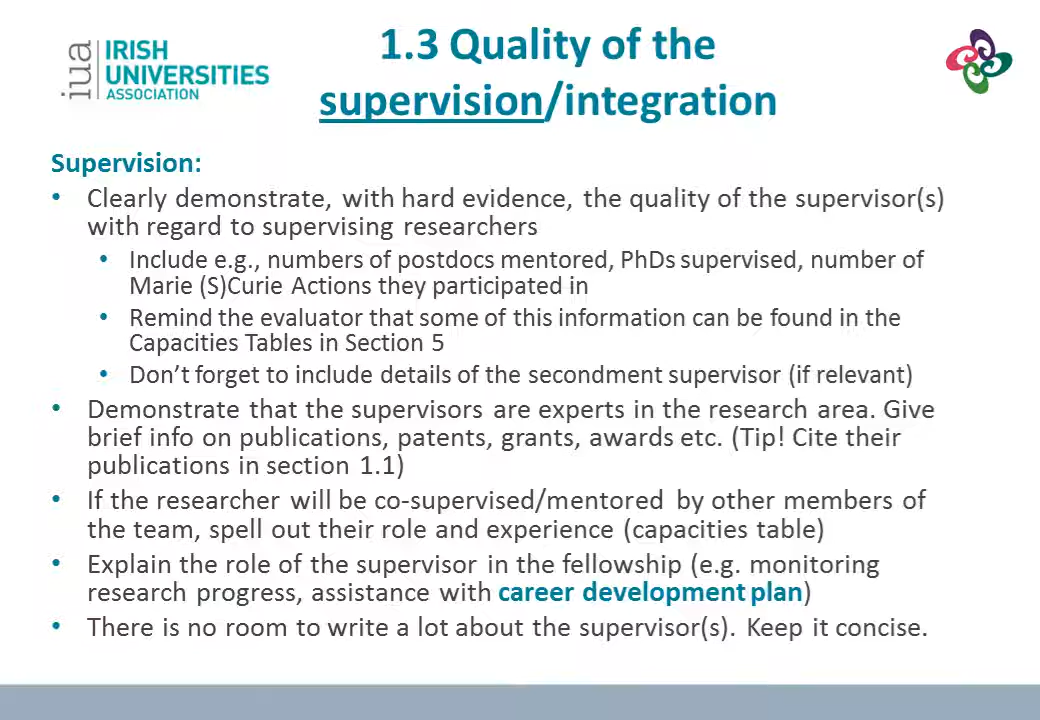 iua
IRISH
UNIVERSITIES
ASSOCIATION
1.3 Quality of the
supervision/integration
Supervision:
• Clearly demonstrate, with hard evidence, the quality of the supervisor(s)
with regard to supervising researchers
• Include e.g., numbers of postdocs mentored, PhDs supervised, number of
Marie (S)Curie Actions they participated in
• Remind the evaluator that some of this information can be found in the
Capacities Tables in Section 5
• Don’t forget to include details of the secondment supervisor (if relevant)
• Demonstrate that the supervisors are experts in the research area. Give
brief info on publications, patents, grants, awards etc. (Tip! Cite their
publications in section 1.1)
• If the researcher will be co-supervised/mentored by other members of
the team, spell out their role and experience (capacities table)
• Explain the role of the supervisor in the fellowship (e.g. monitoring
research progress, assistance with career development plan)
• There is no room to write a lot about the supervisor(s). Keep it concise.